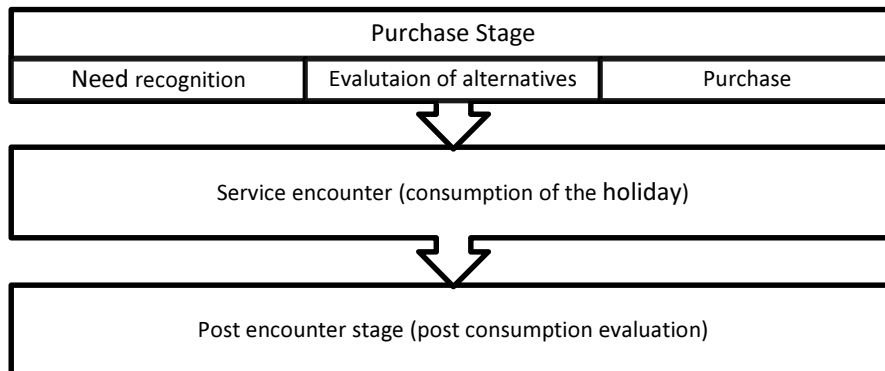 Purchase Stage
Need recognition
Evalutaion of alternatives
Purchase
Service encounter (consumption of the holiday)
Post encounter stage (post consumption evaluation)